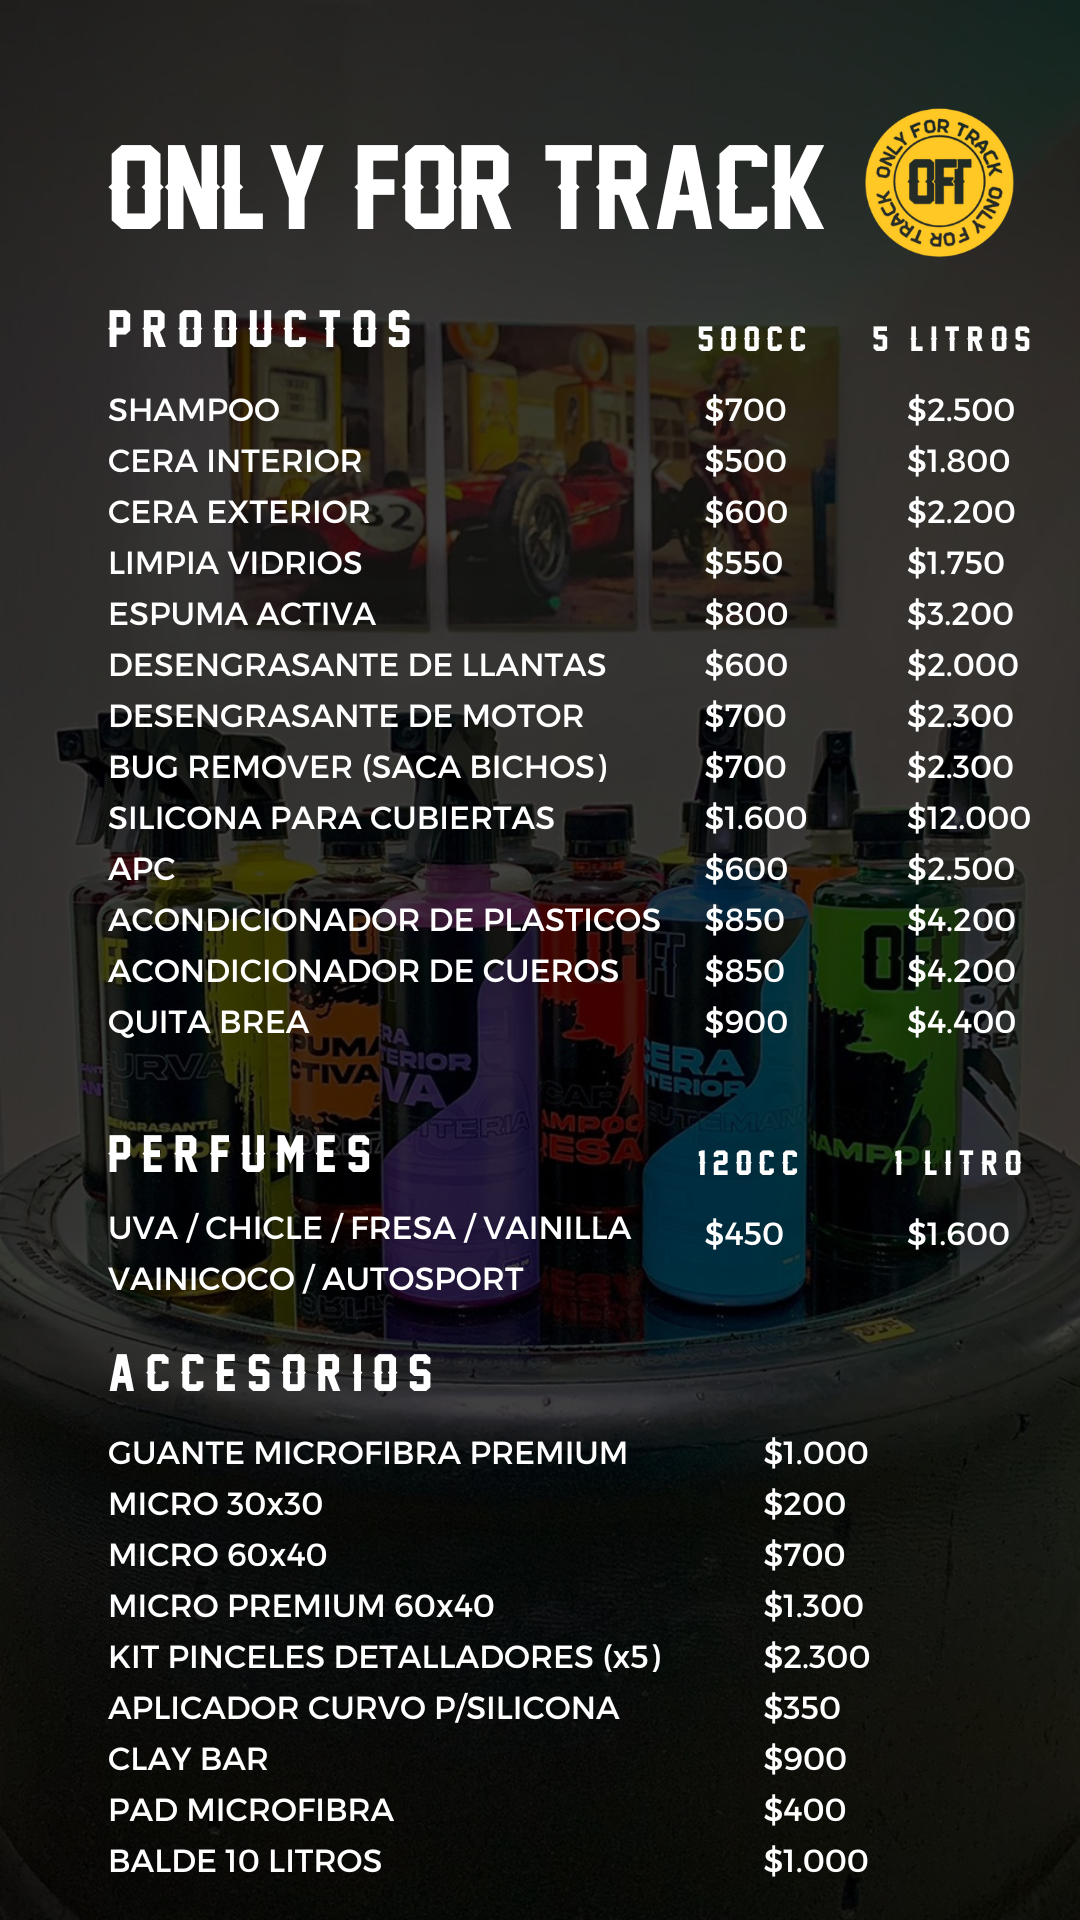 ONLY FOR TRACK
ONLY FOR TRACK ONLY FOR TRACK
OFT
PRODUCTOS 500CC 5 LITROS
SHAMPOO $700 $2.500
CERA INTERIOR $500 $1.800
CERA EXTERIOR $600 $2.200
LIMPIA VIDRIOS $550 $1.750
ESPUMA ACTIVA $800 $3.200
DESENGRASANTE DE LLANTAS $600 $2.000
DESENGRASANTE DE MOTOR $700 $2.300
BUG REMOVER (SACA BICHOS) $700 $2.300
SILICONA PARA CUBIERTAS $1.600 $12.000
APC $600 $2.500
ACONDICIONADOR DE PLASTICOS $850 $4.200
ACONDICIONADOR DE CUEROS $850 $4.200
QUITA BREA $900 $4.400
PERFUMES 120CC 1 LITRO
UVA / CHICLE / FRESA / VAINILLA $450 $1.600
VAINICOCO / AUTOSPORT
ACCESORIOS
GUANTE MICROFIBRA PREMIUM $1.000
MICRO 30x30 $200
MICRO 60x40 $700
MICRO PREMIUM 60x40 $1.300
KIT PINCELES DETALLADORES (x5) $2.300
APLICADOR CURVO P/SILICONA $350
CLAY BAR $900
PAD MICROFIBRA $400
BALDE 10 LITROS $1.000